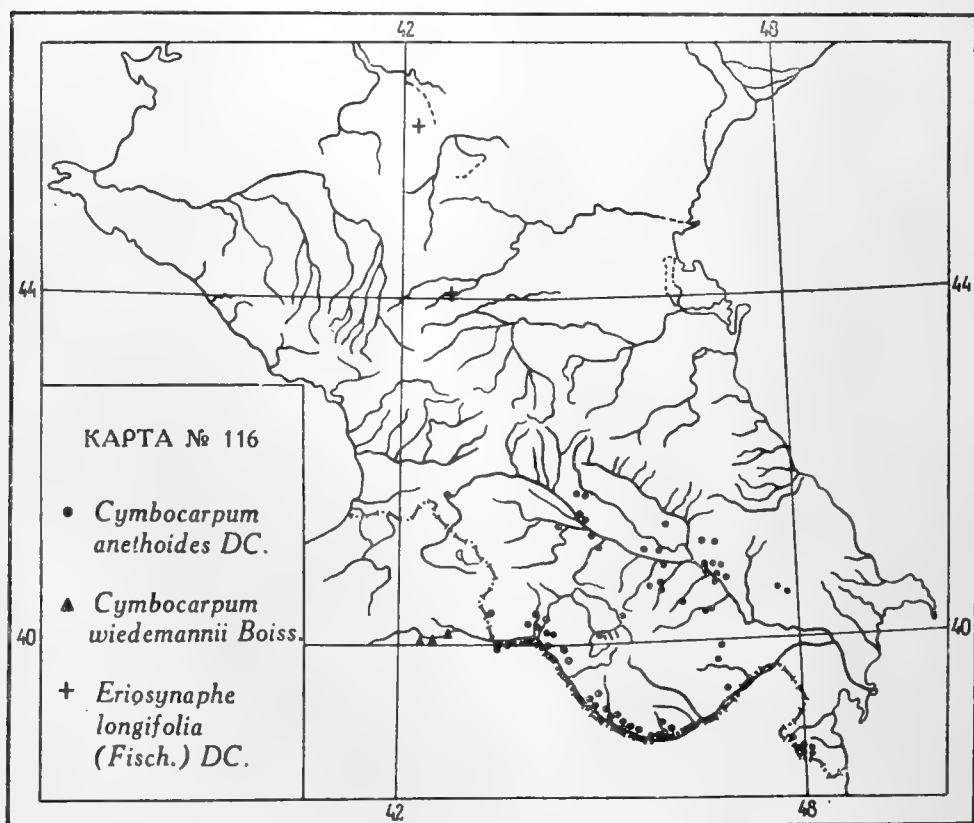 42 48
44 44
КАРТА № 116
Cymbocarpum
anethoides DC.
Cymbocarpum
wiedemannii Boiss.
Eriosynaphe
longifolia
(Fisch.) DC.
40 40
42 48